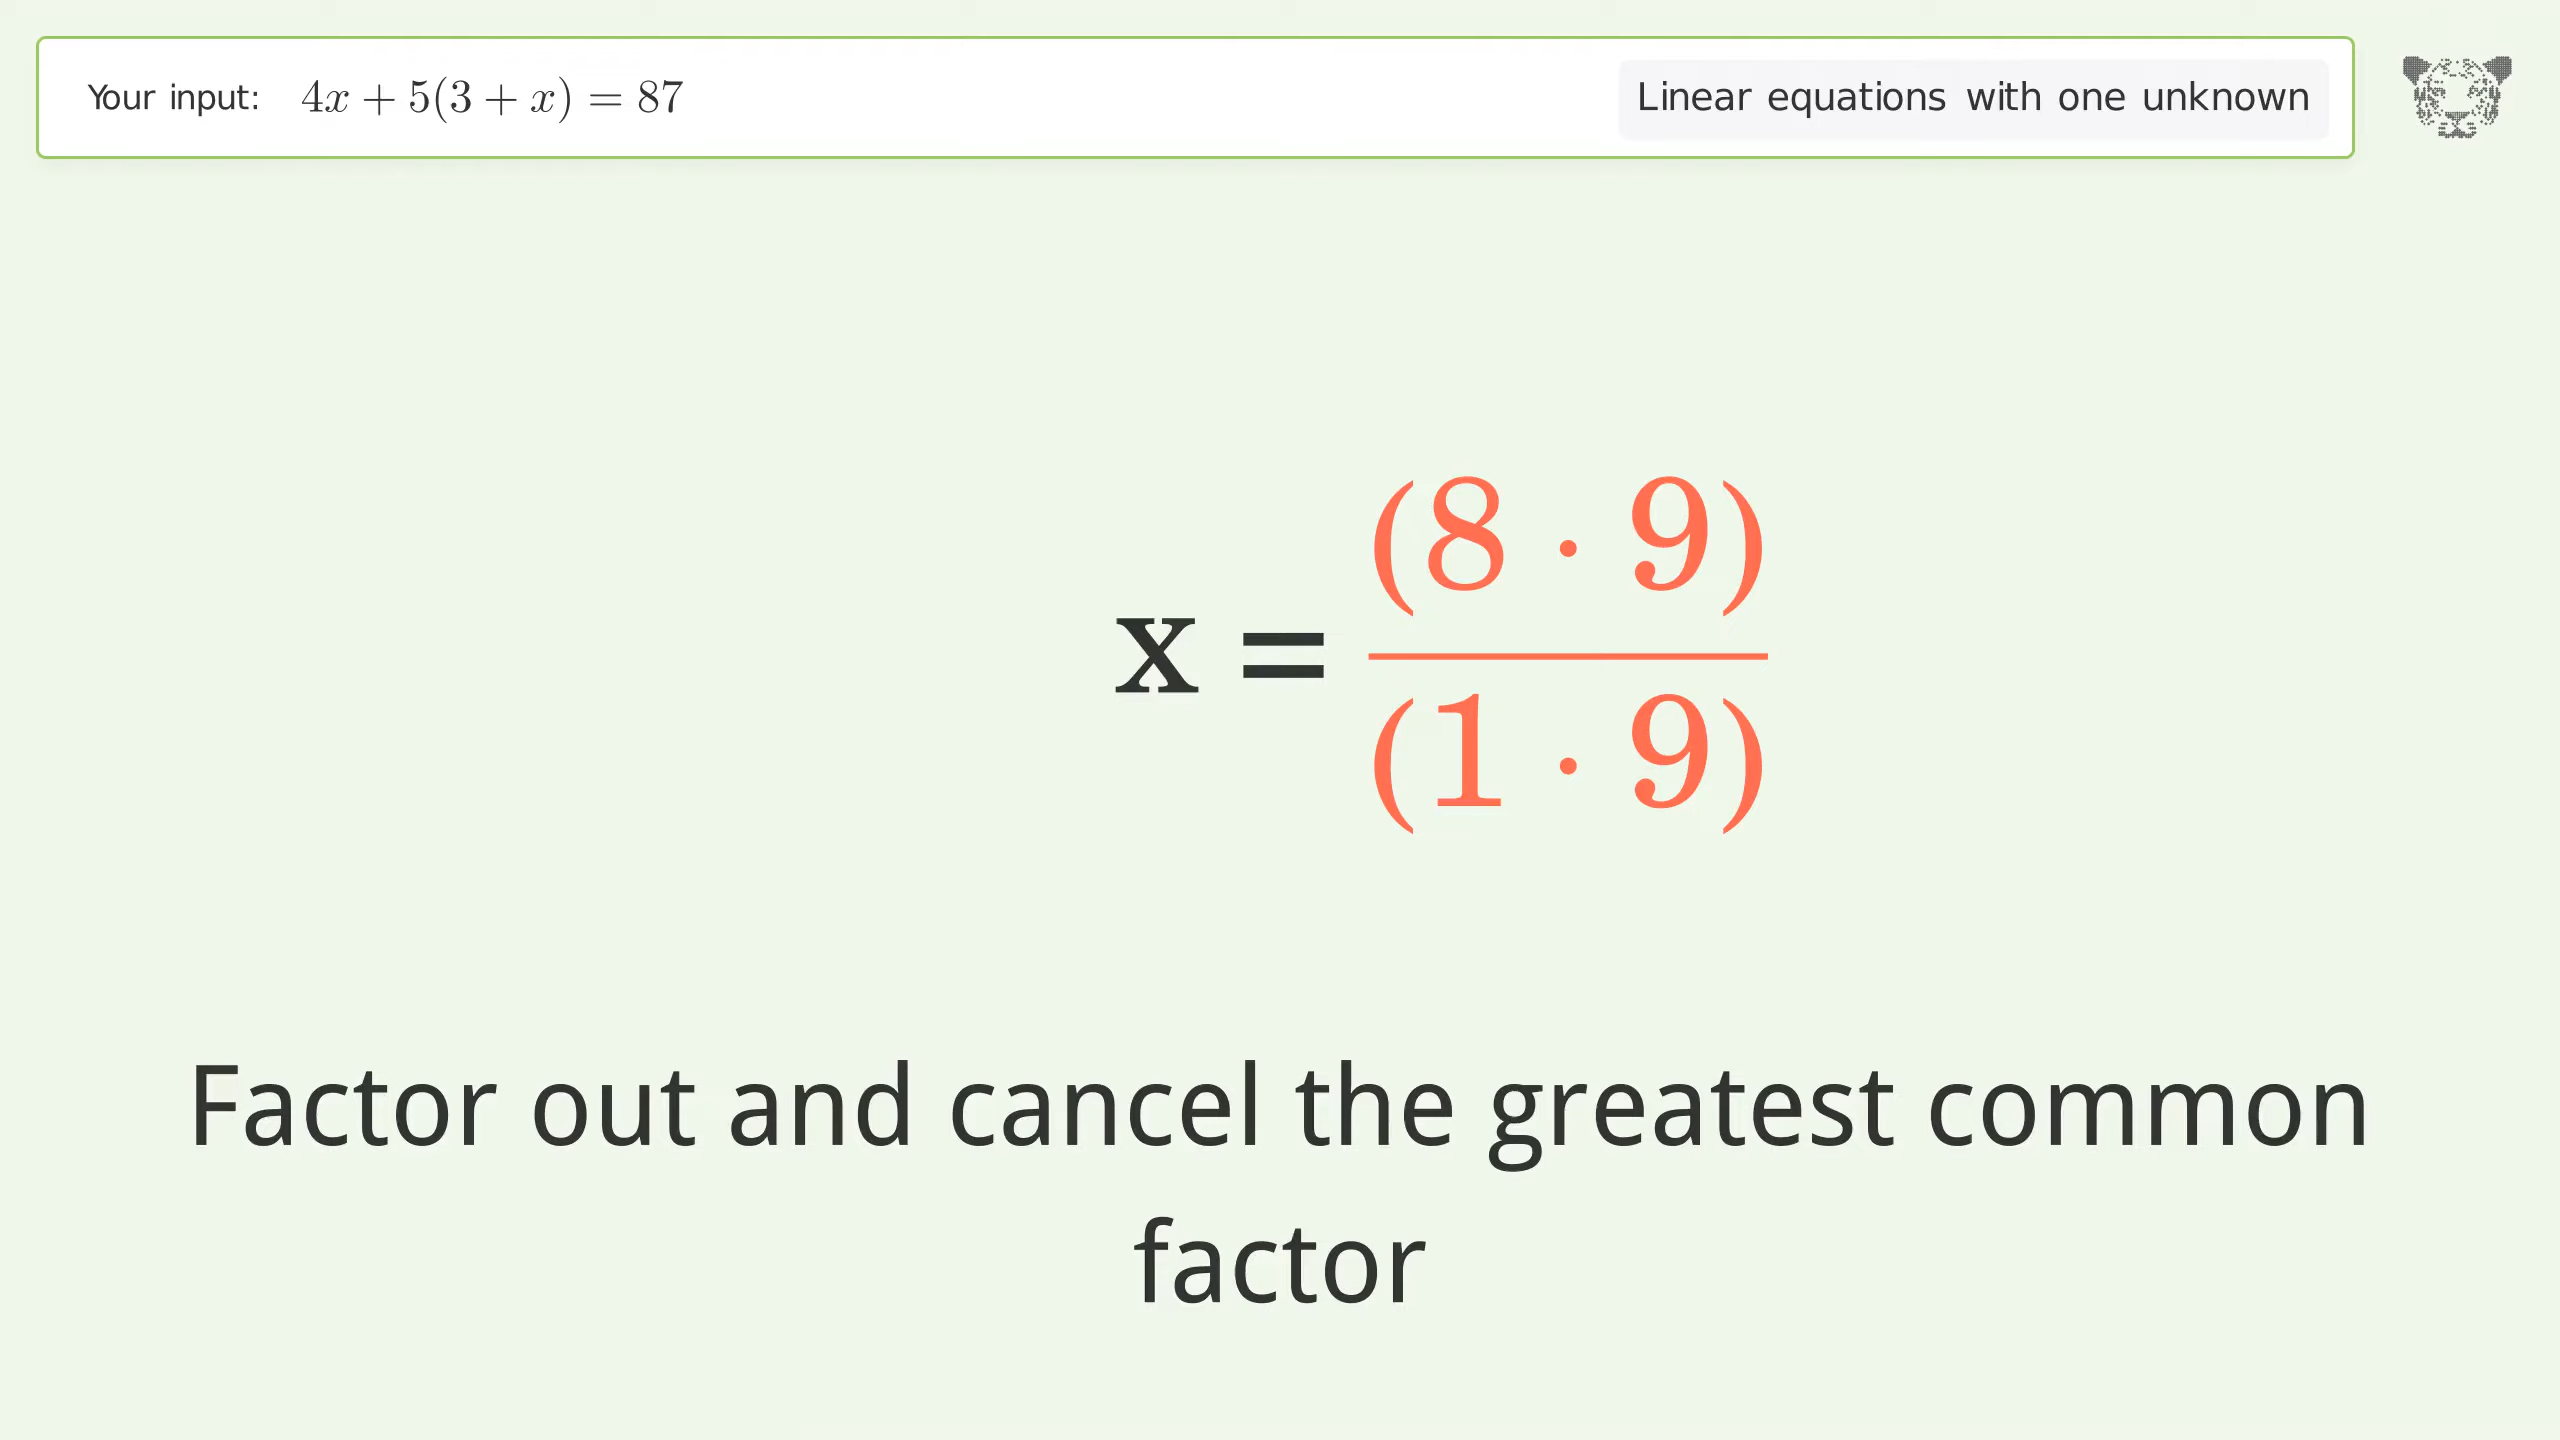 Your input: 4x + 5(3 + x) = 87
Linear equations with one unknown
x = (8 · 9)
(1 · 9)
Factor out and cancel the greatest common
factor